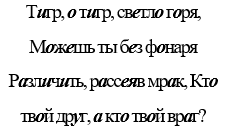 Тигр, о тигр, светло горя,
Можешь ты без фонаря
Различить, рассеяв мрак, Кто
твой друг, а кто твой враг?